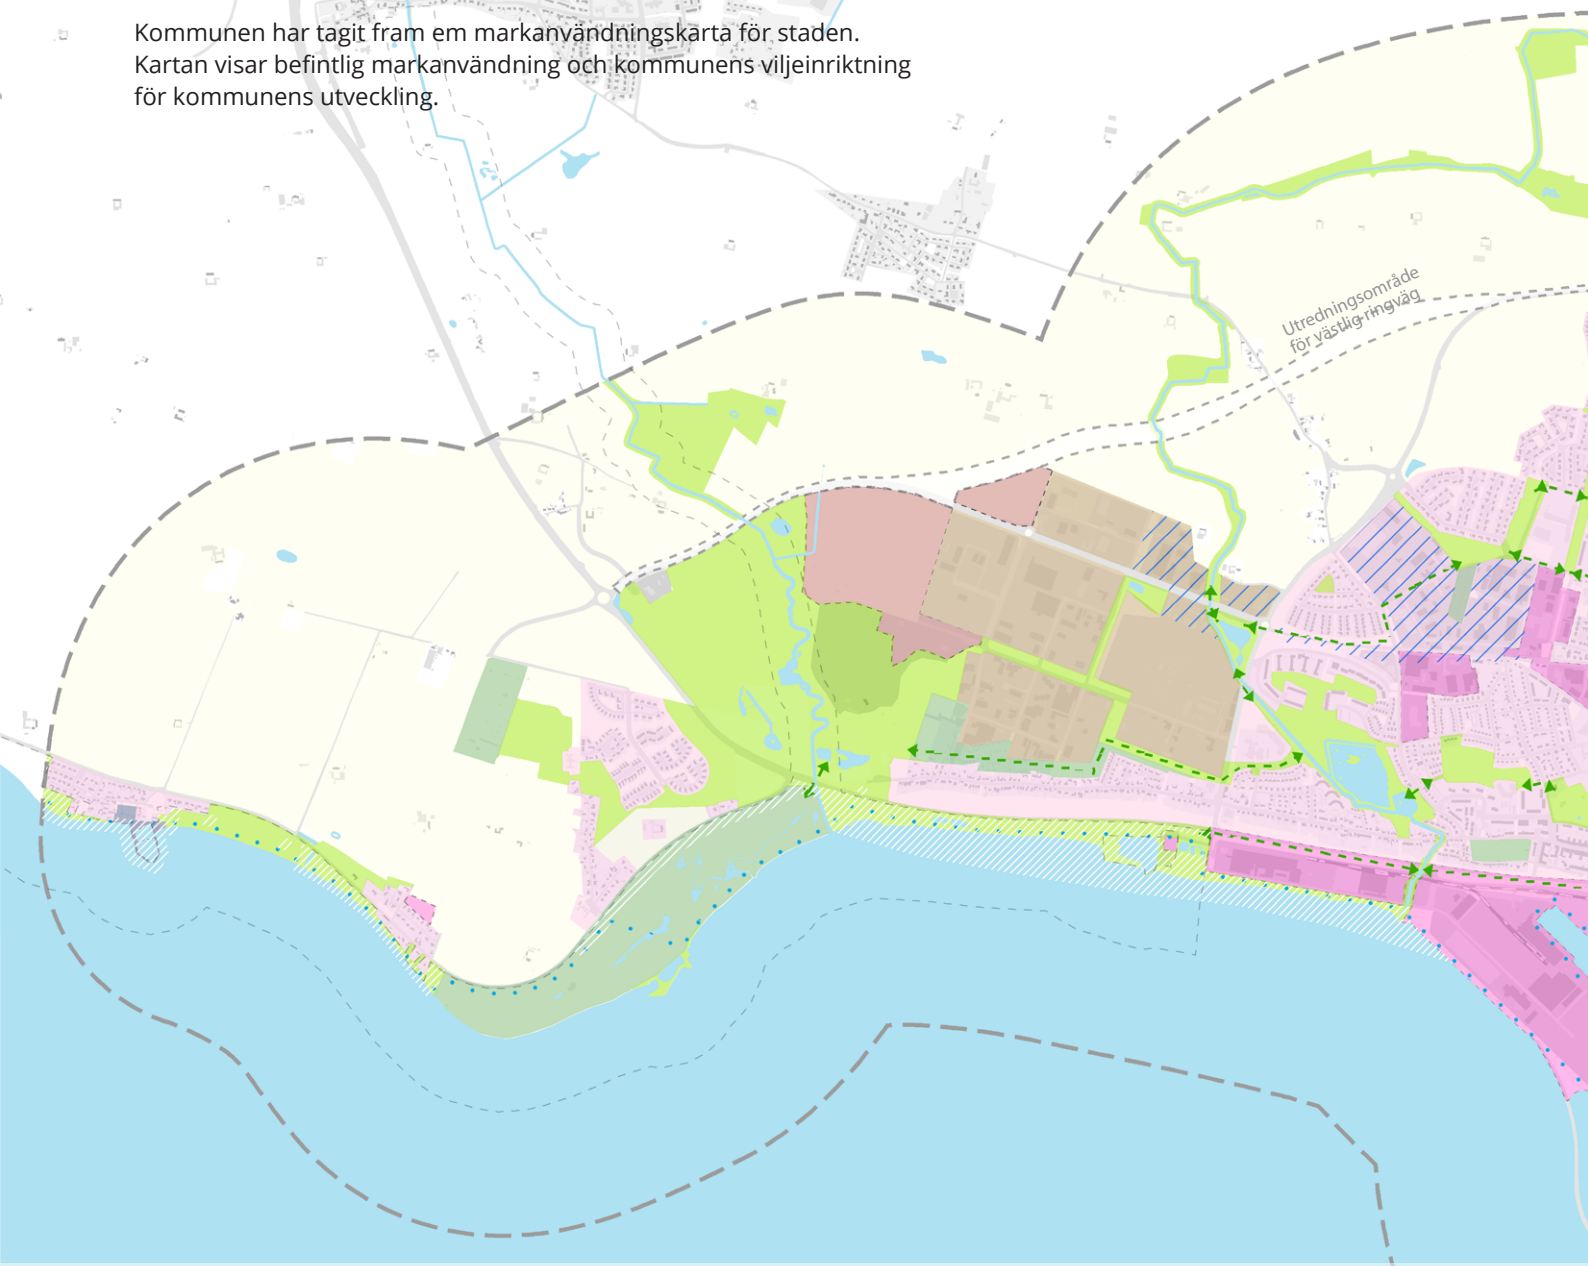 Kommunen har tagit fram em markanvändningskarta för staden.
Kartan visar befintlig markanvändning och kommunens viljeinriktning
för kommunens utveckling.
Utredningsområde
för västlig ringväg